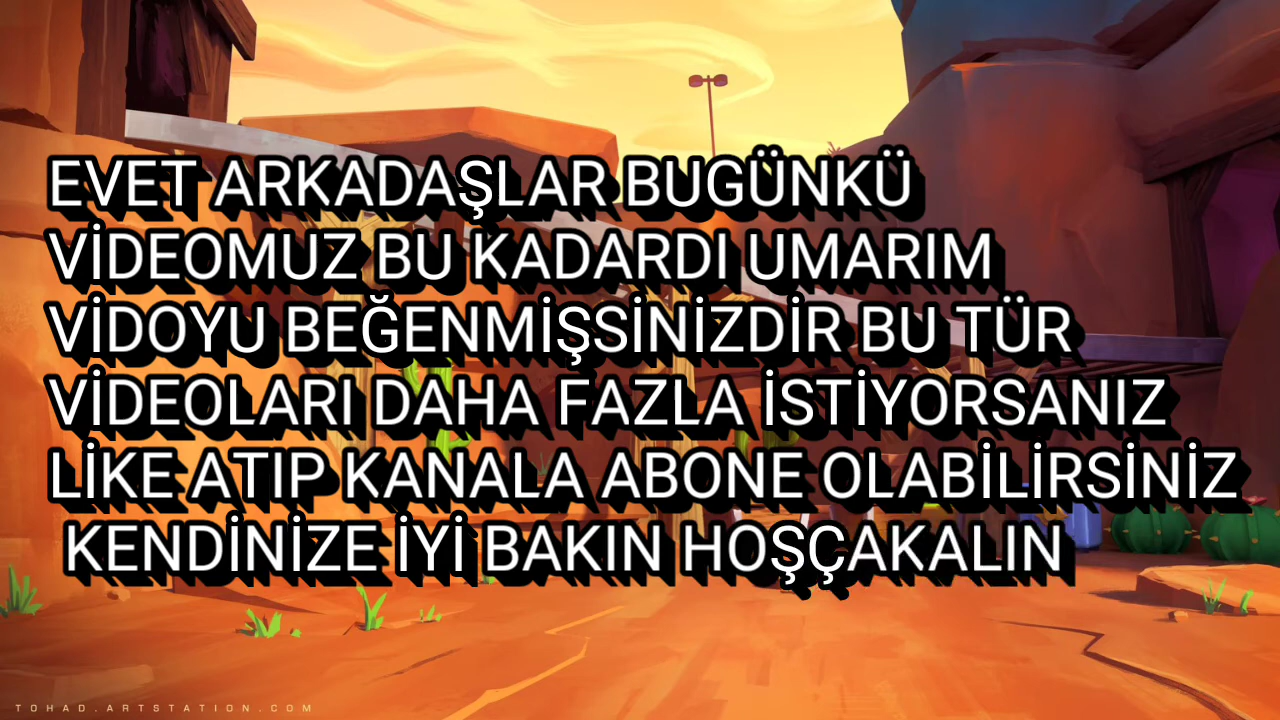 EVET ARKADAŞLAR BUGÜNKÜ
VİDEOMUZ BU KADARDI UMARIM
VİDOYU BEĞENMİŞSİNİZDİR BU TÜR
VİDEOLARI DAHA FAZLA İSTİYORSANIZ
LİKE ATIP KANALA ABONE OLABİLİRSİNİZ
KENDİNİZE İYİ BAKIN HOŞÇAKALIN
TOHAD.ARTSTATION.COM